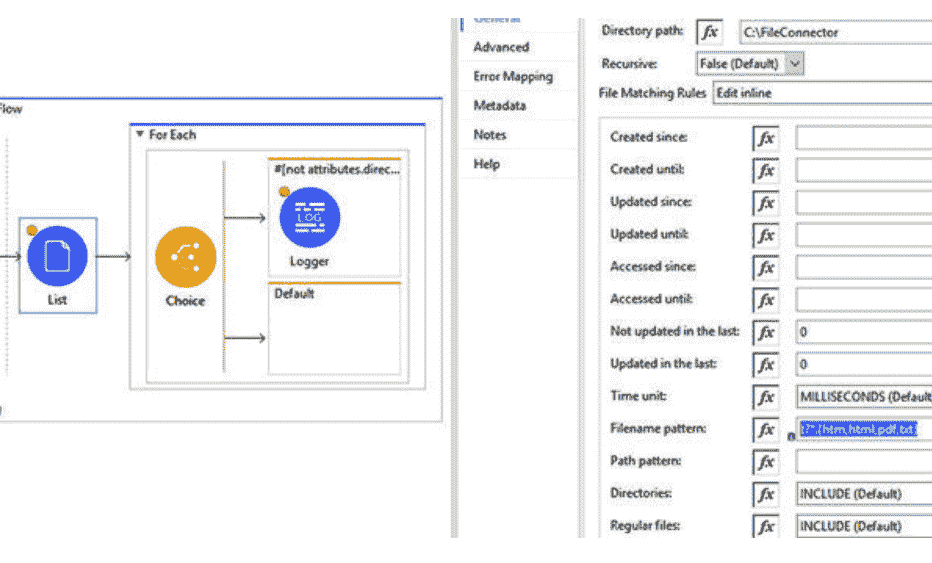 Flow
For Each
#[not attributes.direc...
LOG
Logger
List
Choice
Default
General
Advanced
Error Mapping
Metadata
Notes
Help
Directory path: fx C:\FileConnector
Recursive: False (Default)
File Matching Rules Edit inline
Created since: fx
Created until: fx
Updated since: fx
Updated until: fx
Accessed since: fx
Accessed until: fx
Not updated in the last: fx 0
Updated in the last: fx 0
Time unit: fx MILLISECONDS (Default
Filename pattern: fx
Path pattern: fx
Directories: fx INCLUDE (Default)
Regular files: fx INCLUDE (Default)